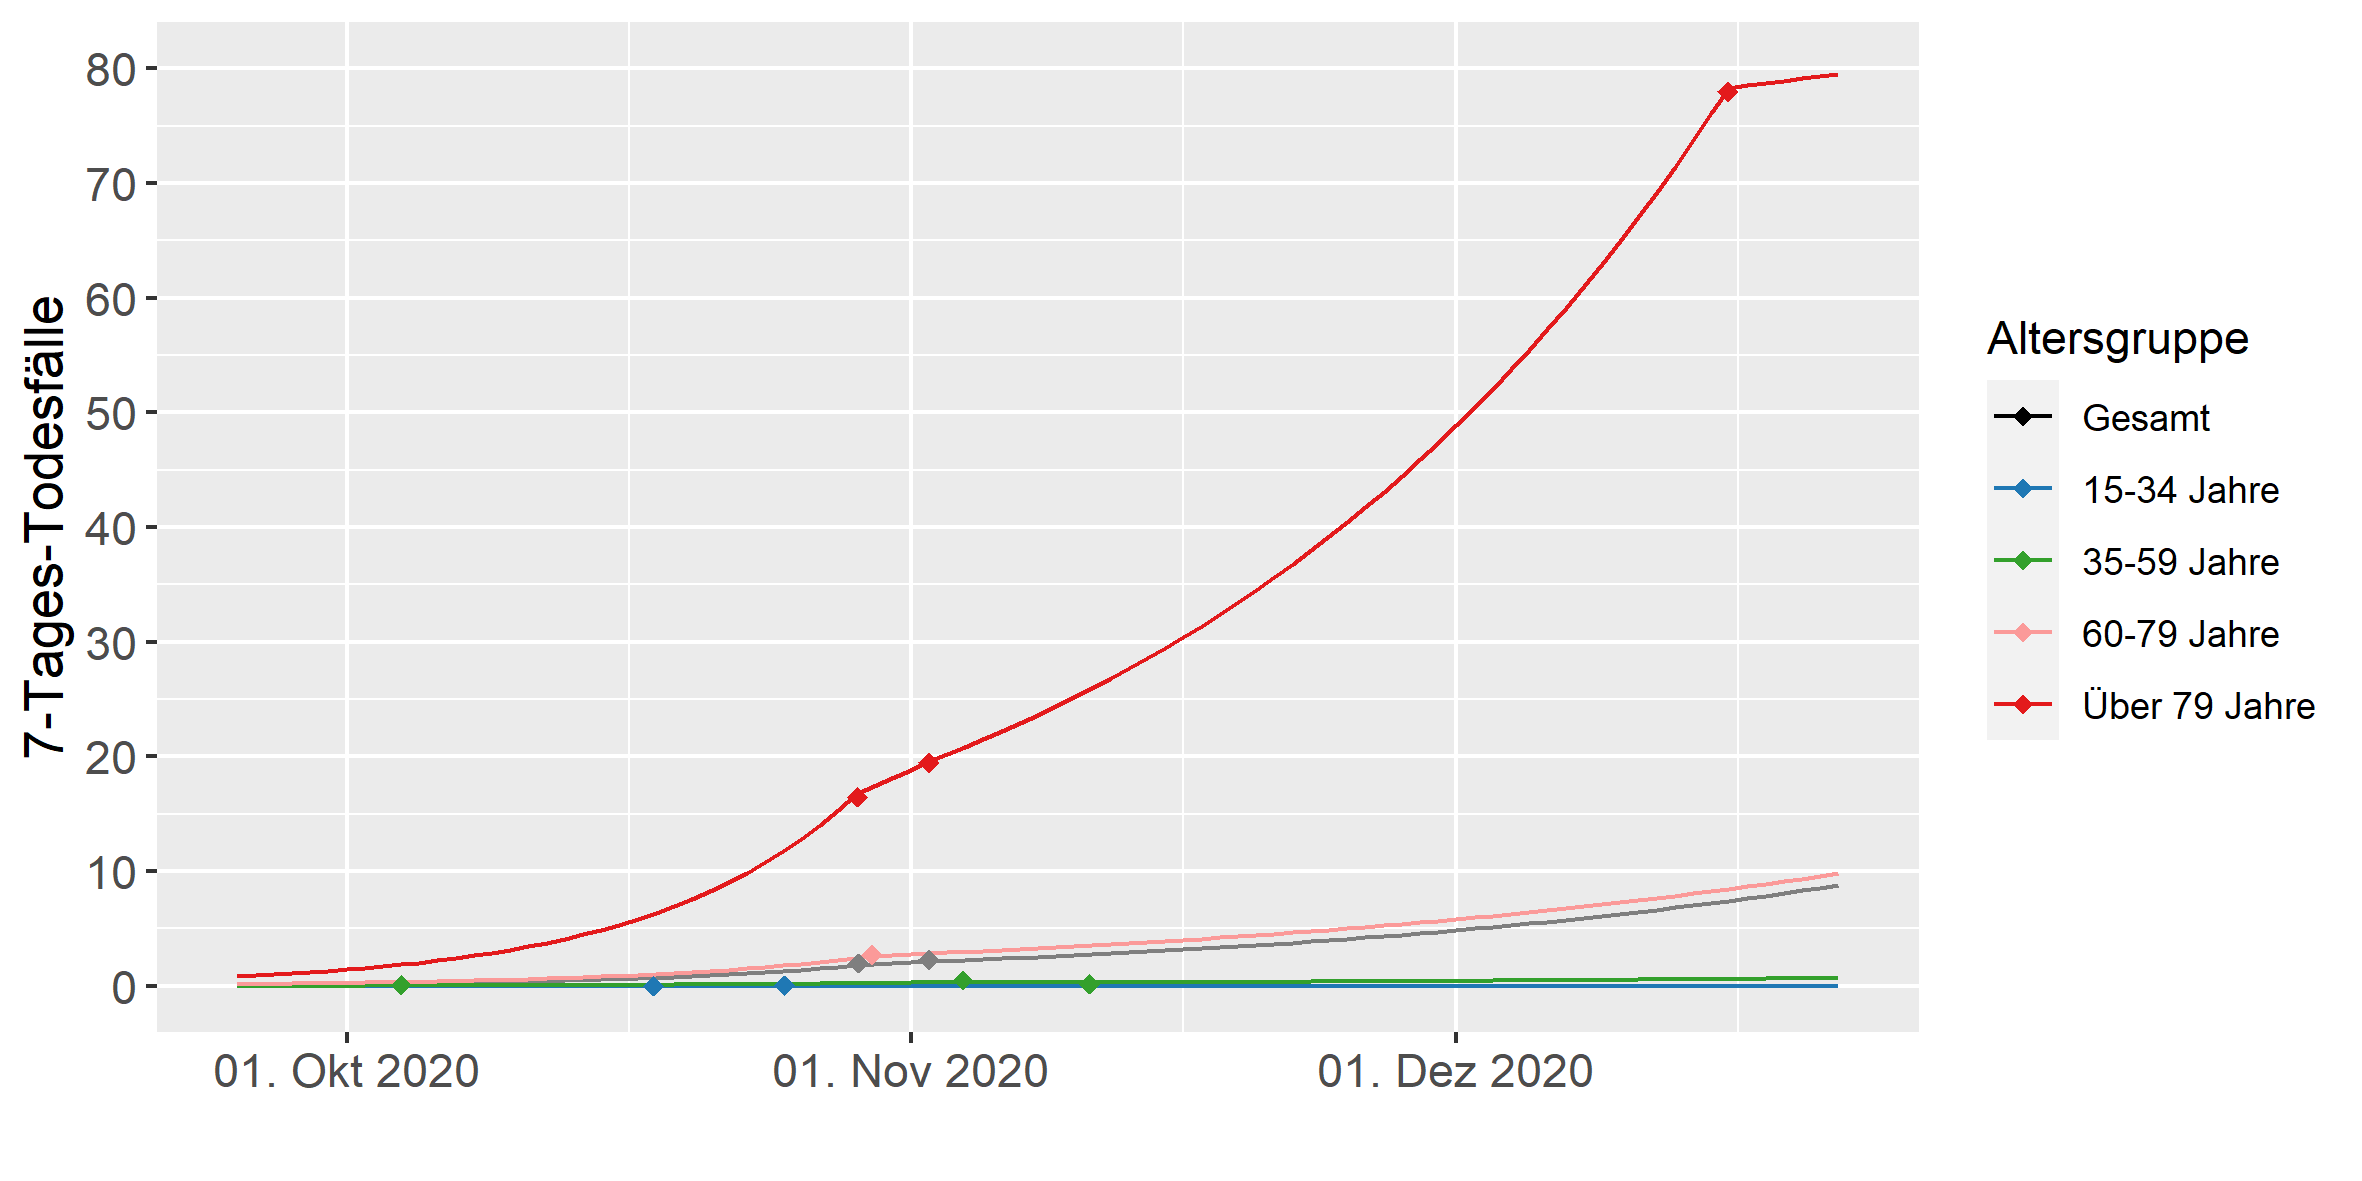 7-Tages-Todesfälle
80
70
60
50
40
30
20
10
0
01. Okt 2020
01. Nov 2020
01. Dez 2020
Altersgruppe
Gesamt
15-34 Jahre
35-59 Jahre
60-79 Jahre
Über 79 Jahre